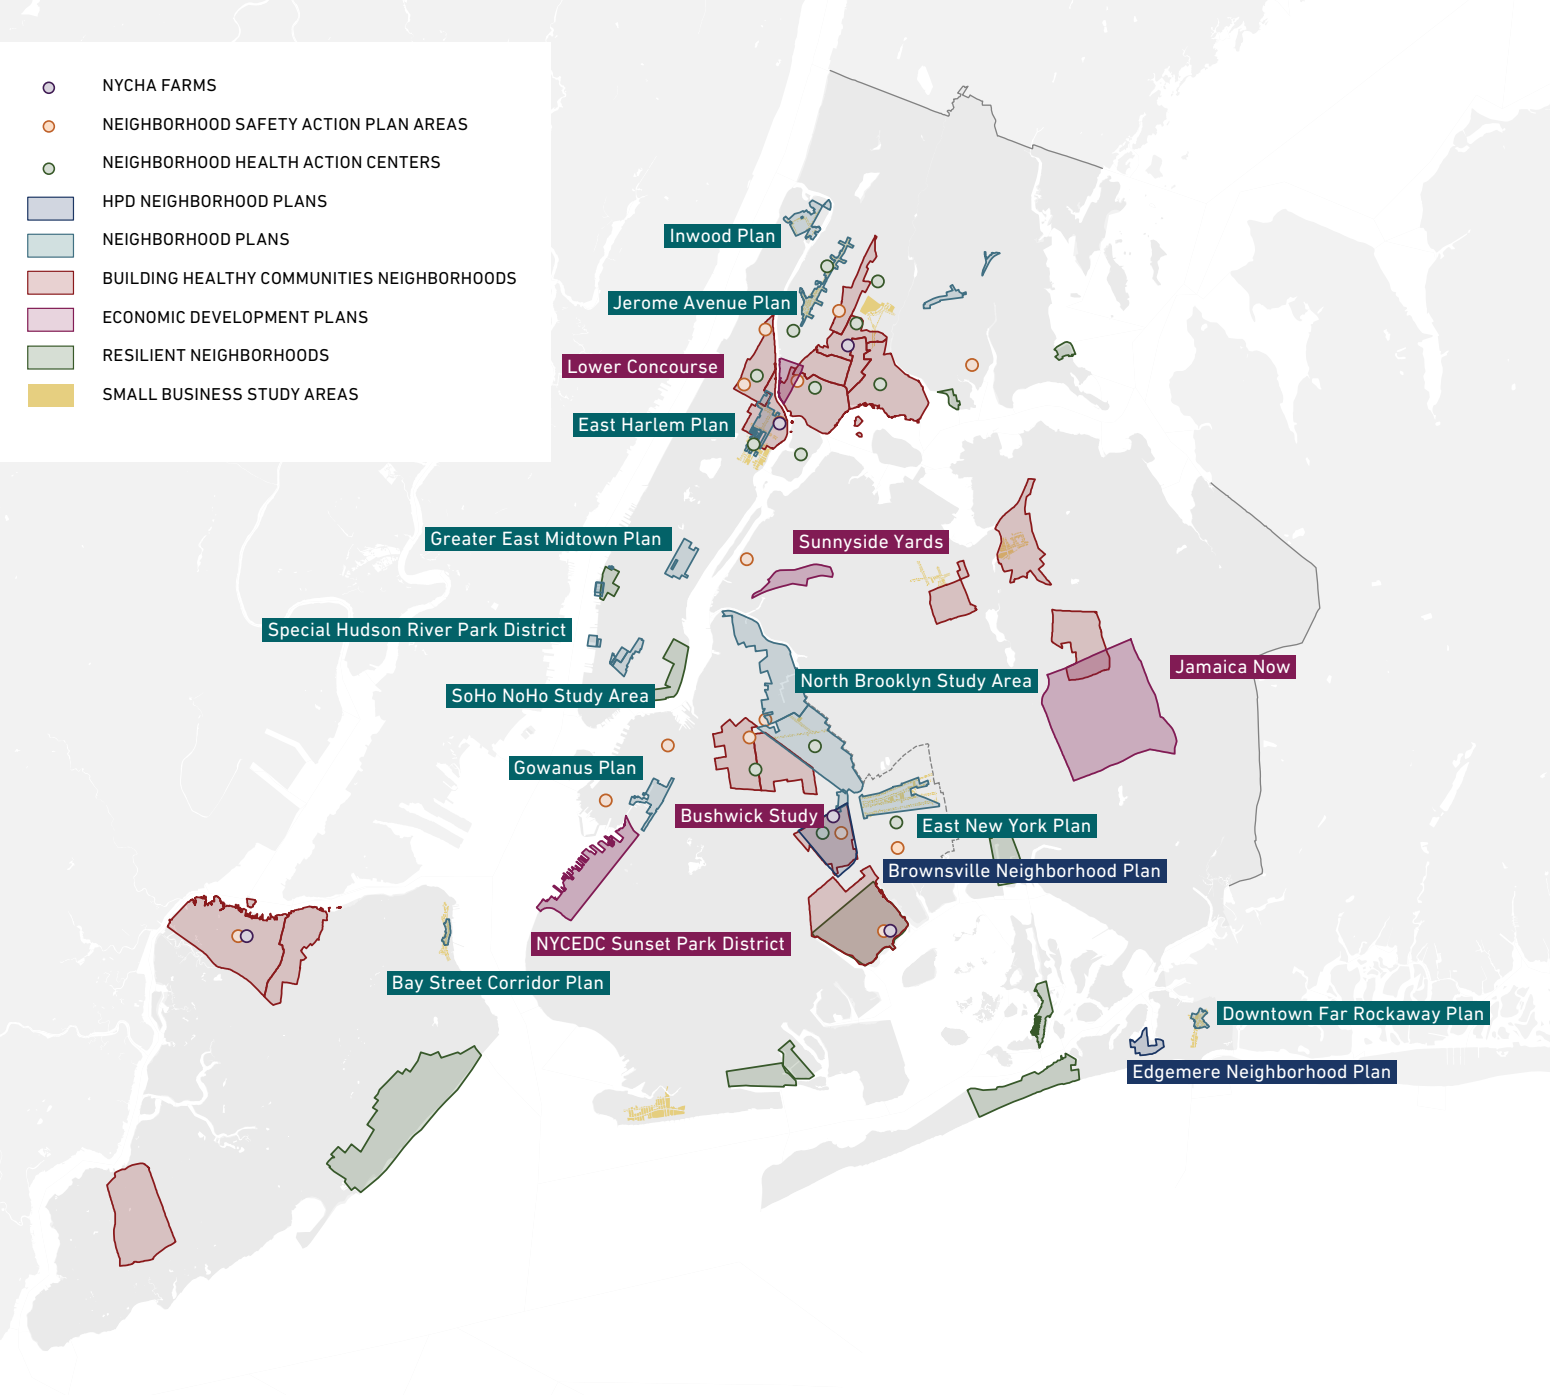 NYCHA FARMS
NEIGHBORHOOD SAFETY ACTION PLAN AREAS
NEIGHBORHOOD HEALTH ACTION CENTERS
HPD NEIGHBORHOOD PLANS
NEIGHBORHOOD PLANS
BUILDING HEALTHY COMMUNITIES NEIGHBORHOODS
ECONOMIC DEVELOPMENT PLANS
RESILIENT NEIGHBORHOODS
SMALL BUSINESS STUDY AREAS
Inwood Plan
Jerome Avenue Plan
Lower Concourse
East Harlem Plan
Greater East Midtown Plan
Sunnyside Yards
Special Hudson River Park District
Jamaica Now
North Brooklyn Study Area
SoHo NoHo Study Area
Gowanus Plan
Bushwick Study
East New York Plan
Brownsville Neighborhood Plan
NYCEDC Sunset Park District
Bay Street Corridor Plan
Downtown Far Rockaway Plan
Edgemere Neighborhood Plan